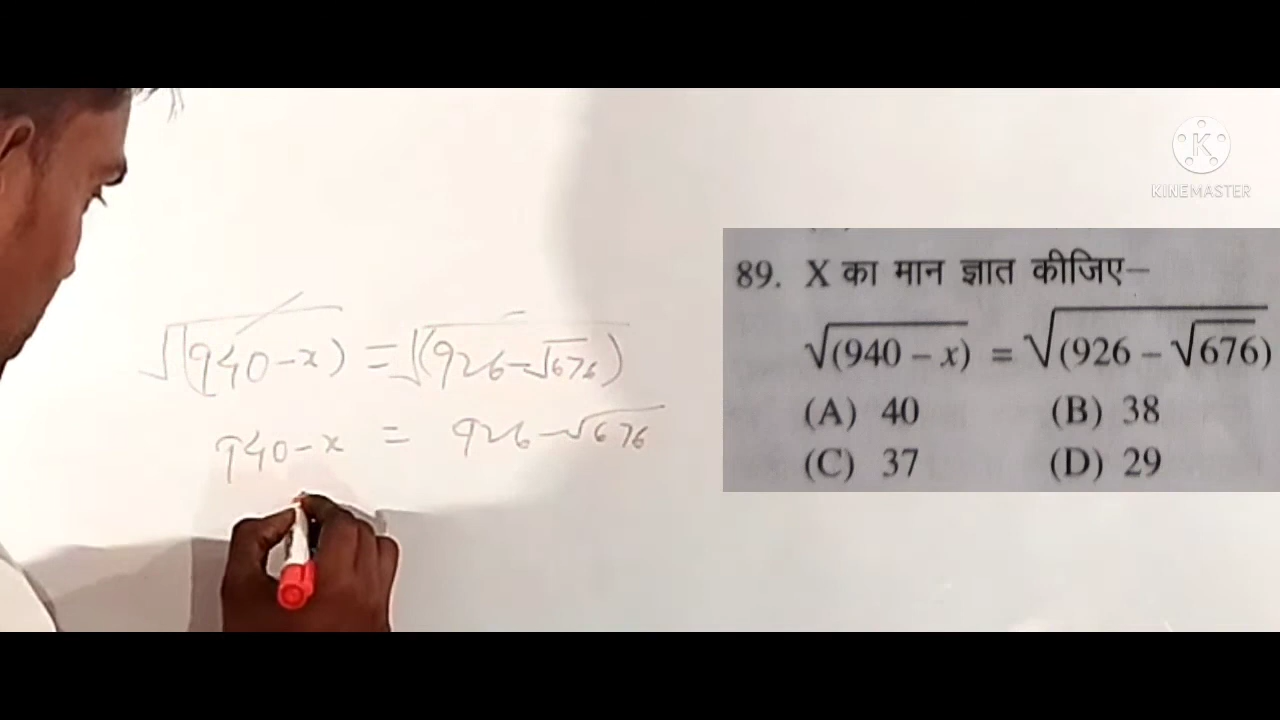 KINEMASTER
89. X का मान ज्ञात कीजिए–
√(940 – x) = √(926 – √676)
(A) 40 (B) 38
(C) 37 (D) 29
√(940-x) = √(926-√676)
940-x = 926-√676